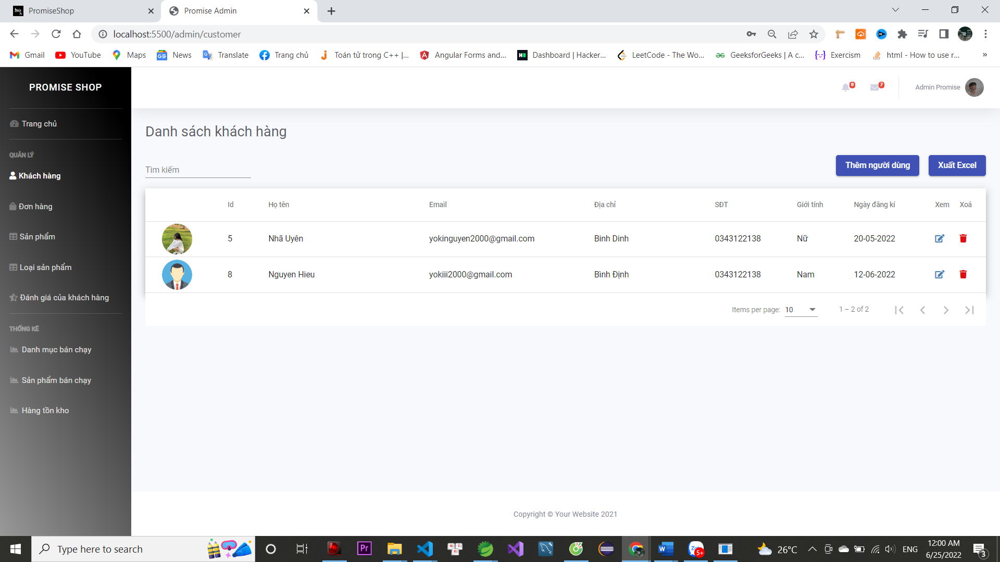 PromiseShop
Promise Admin
localhost:5500/admin/customer
Gmail
YouTube
Maps
News
Translate
Trang chủ
Toán tử trong C++ |...
Angular Forms and...
Dashboard | Hacker...
LeetCode - The Wo...
GeeksforGeeks | A c...
Exercism
html - How to use r...
»
PROMISE SHOP
0
7
Admin Promise
Trang chủ
QUẢN LÝ
Khách hàng
Đơn hàng
Sản phẩm
Loại sản phẩm
Đánh giá của khách hàng
THỐNG KÊ
Danh mục bán chạy
Sản phẩm bán chạy
Hàng tồn kho
Danh sách khách hàng
Tìm kiếm
Thêm người dùng
Xuất Excel
Id Họ tên Email Địa chỉ SĐT Giới tính Ngày đăng kí Xem Xoá
5 Nhã Uyên yokinguyen2000@gmail.com Binh Dinh 0343122138 Nữ 20-05-2022
8 Nguyen Hieu yokiii2000@gmail.com Bình Định 0343122138 Nam 12-06-2022
Items per page: 10 1 – 2 of 2
Copyright © Your Website 2021
Type here to search
Pr
5+
26°C
ENG
12:00 AM
6/25/2022
3